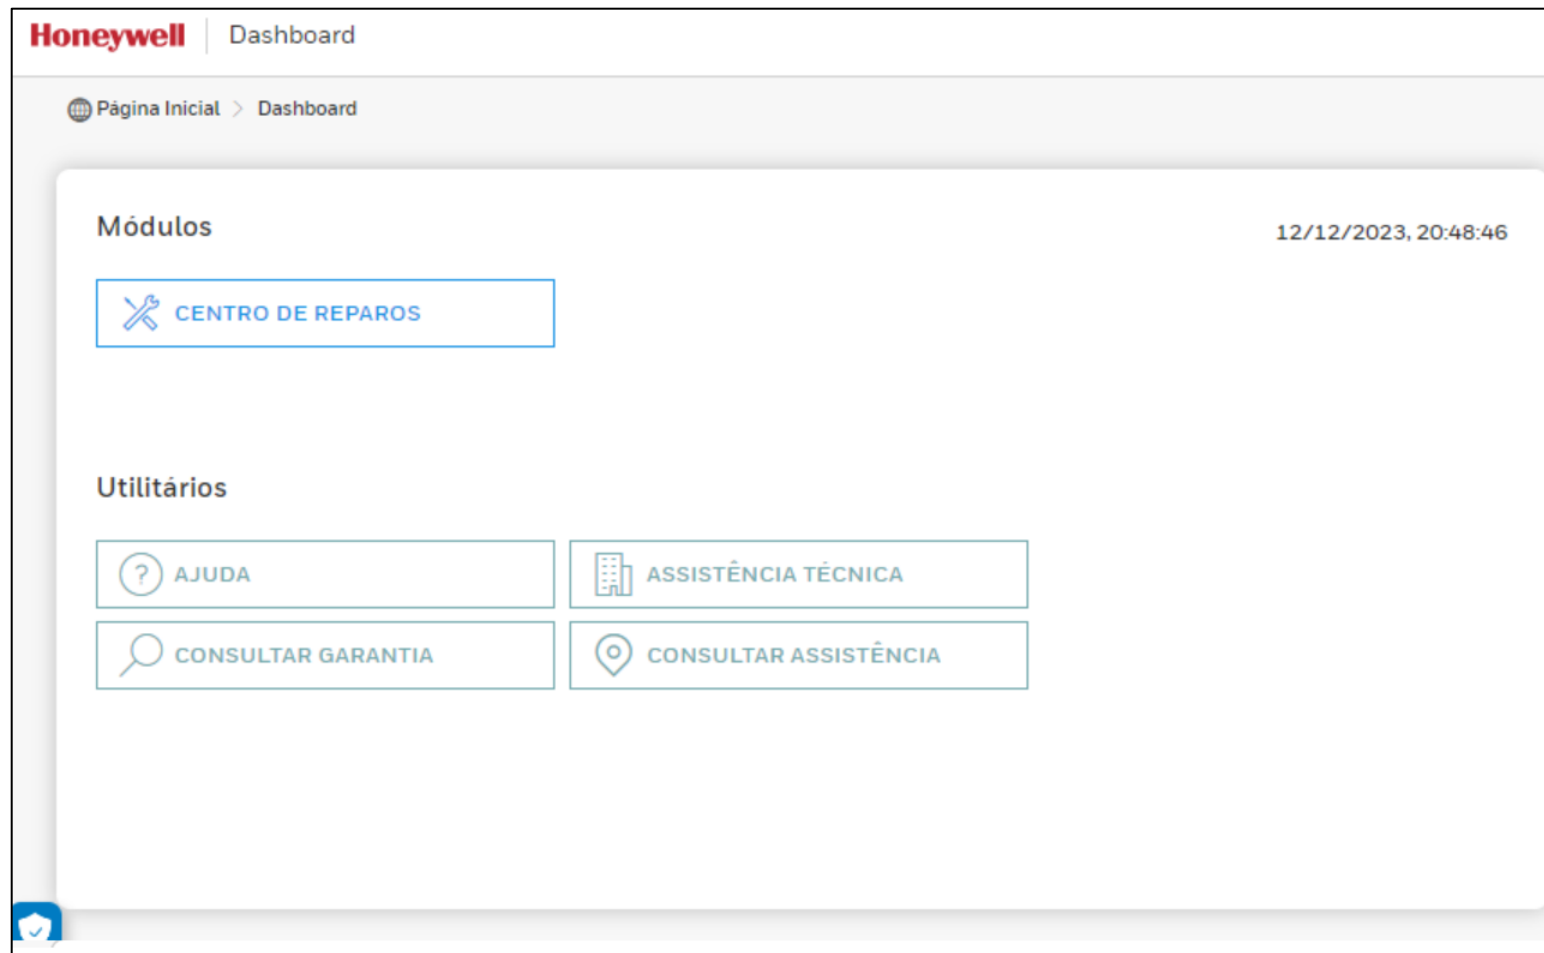 Honeywell Dashboard
Página Inicial > Dashboard
Módulos
12/12/2023, 20:48:46
CENTRO DE REPAROS
Utilitários
? AJUDA
ASSISTÊNCIA TÉCNICA
CONSULTAR GARANTIA
CONSULTAR ASSISTÊNCIA